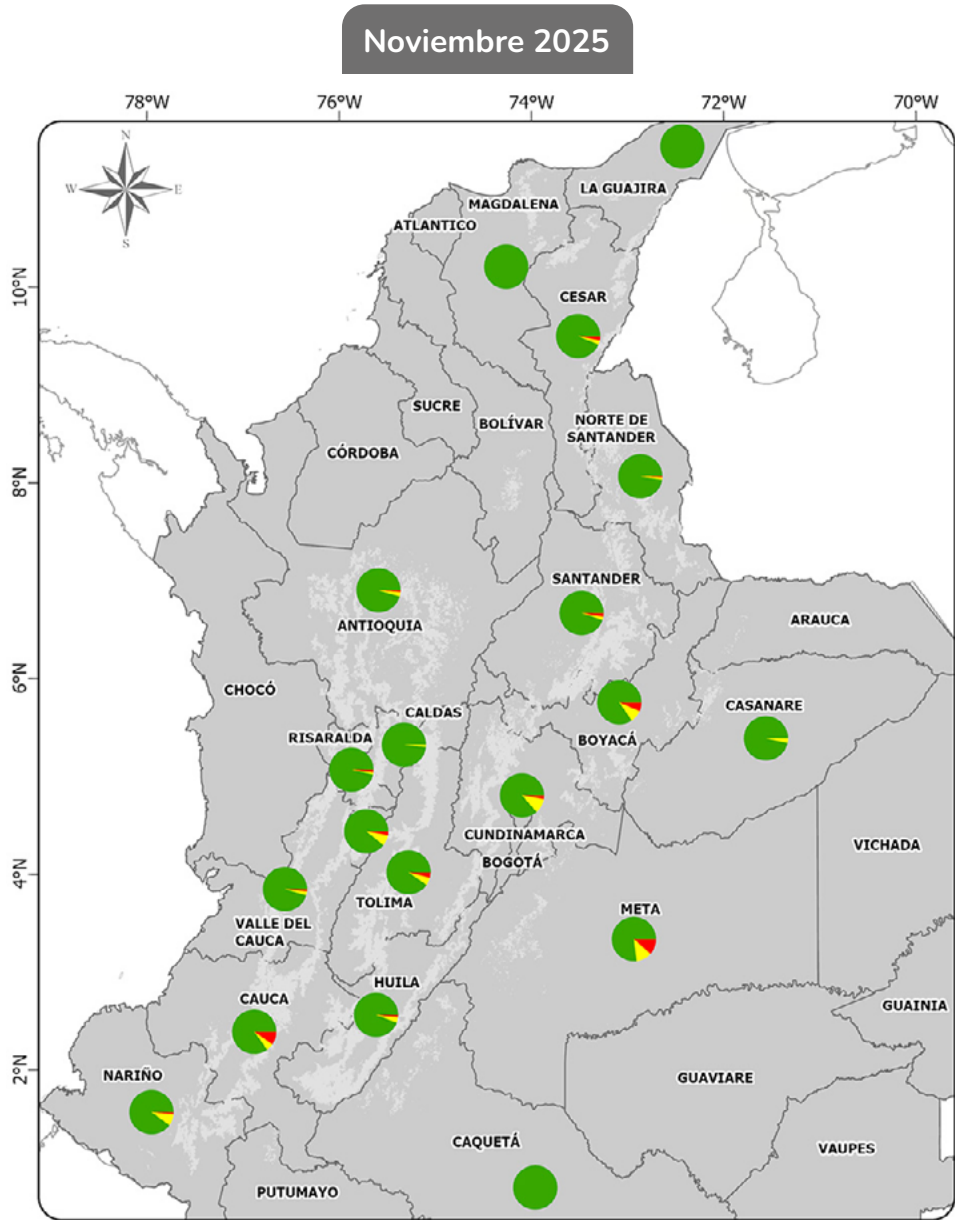 Noviembre 2025
78°W
76°W
74°W
72°W
70°W
N
W
E
S
LA GUAJIRA
MAGDALENA
ATLANTICO
10°N
CESAR
SUCRE
BOLÍVAR
NORTE DE
SANTANDER
CÓRDOBA
8°N
SANTANDER
ANTIOQUIA
ARAUCA
6°N
CHOCÓ
CALDAS
CASANARE
RISARALDA
BOYACÁ
CUNDINAMARCA
VICHADA
BOGOTÁ
4°N
TOLIMA
META
VALLE DEL
CAUCA
HUILA
CAUCA
GUAINIA
2°N
NARIÑO
GUAVIARE
CAQUETÁ
VAUPES
PUTUMAYO